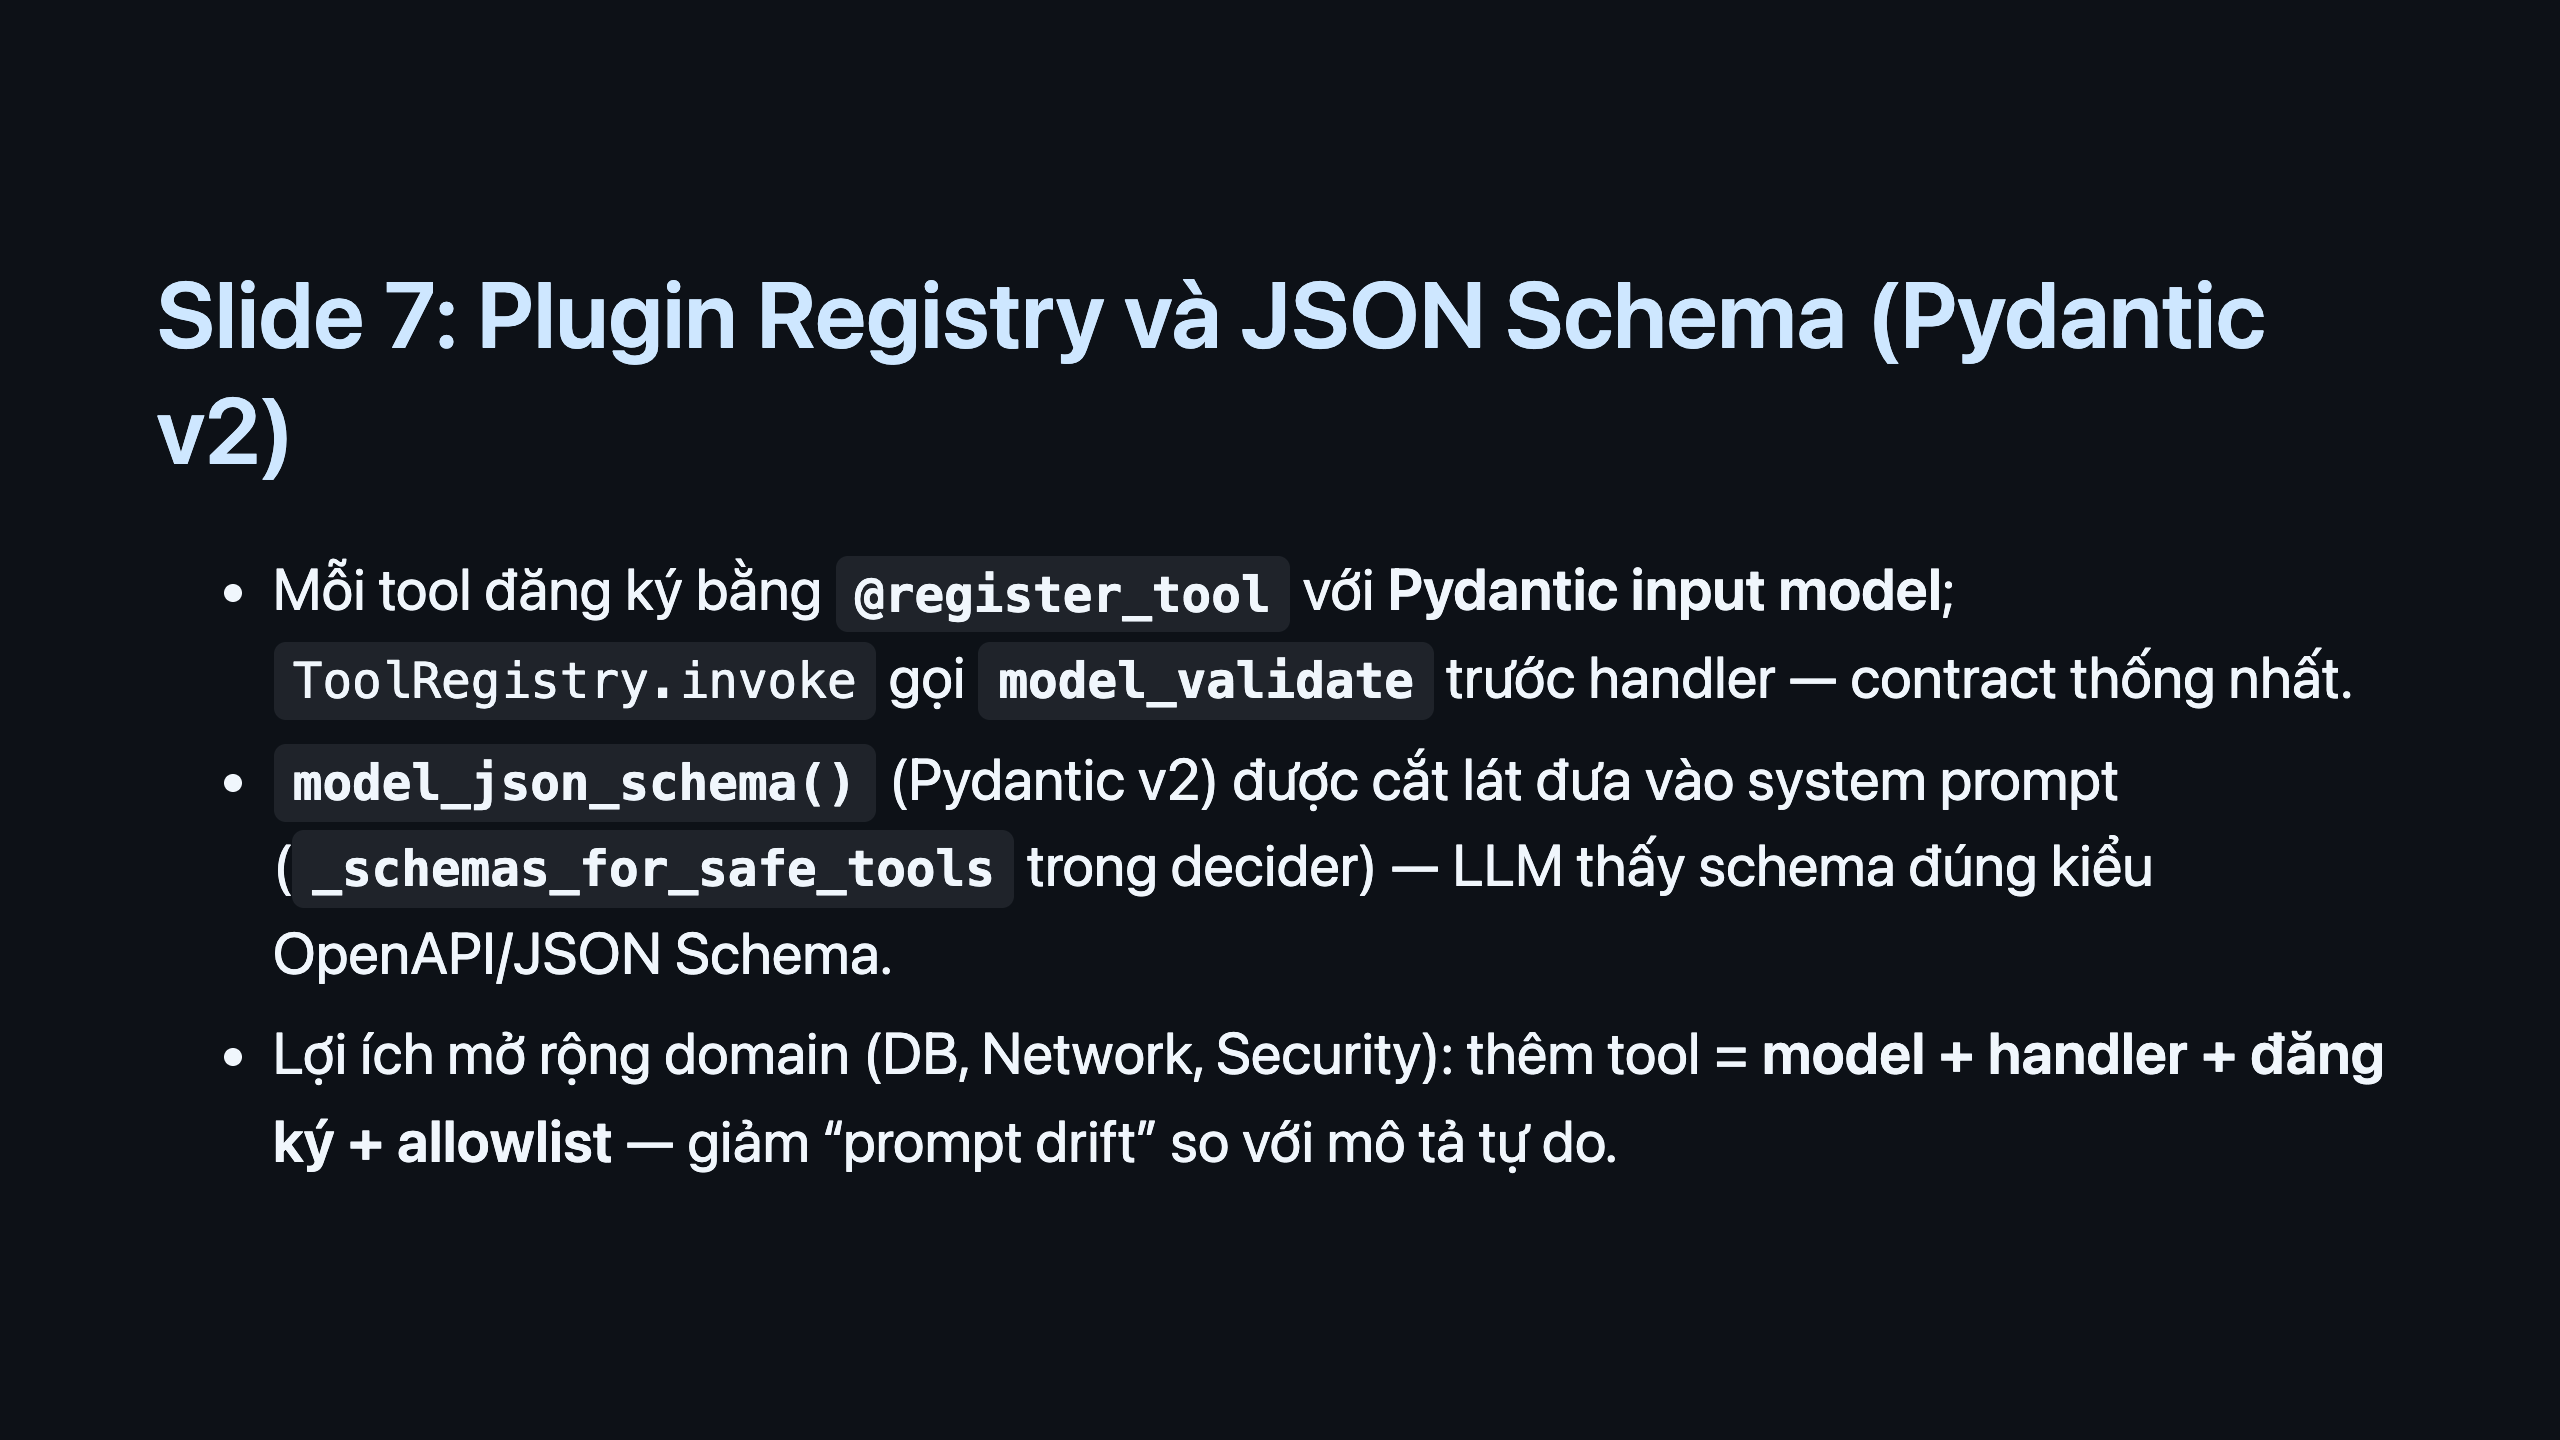 Slide 7: Plugin Registry và JSON Schema (Pydantic
v2)
• Mỗi tool đăng ký bằng @register_tool với Pydantic input model;
ToolRegistry.invoke gọi model_validate trước handler — contract thống nhất.
• model_json_schema() (Pydantic v2) được cắt lát đưa vào system prompt
(_schemas_for_safe_tools trong decider) — LLM thấy schema đúng kiểu
OpenAPI/JSON Schema.
• Lợi ích mở rộng domain (DB, Network, Security): thêm tool = model + handler + đăng
ký + allowlist — giảm “prompt drift” so với mô tả tự do.